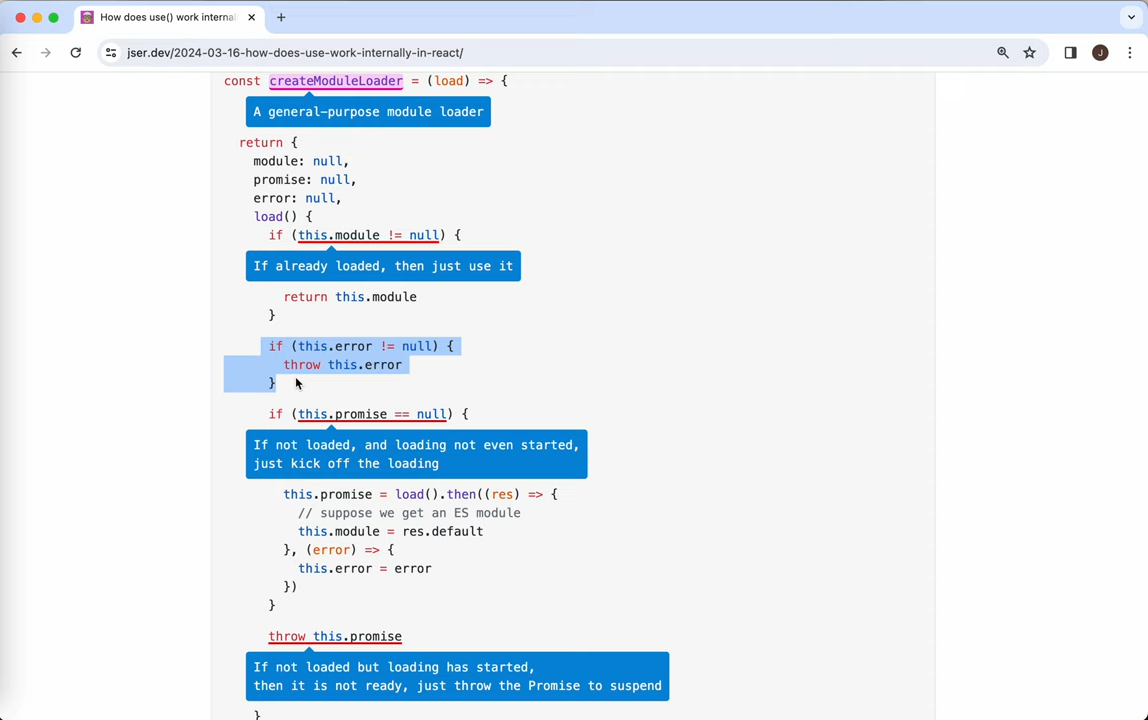 How does use() work interna
jser.dev/2024-03-16-how-does-use-work-internally-in-react/
J
const createModuleLoader = (load) => {
A general-purpose module loader
return {
module: null,
promise: null,
error: null,
load() {
if (this.module != null) {
If already loaded, then just use it
return this.module
}
if (this.error != null) {
throw this.error
}
if (this.promise == null) {
If not loaded, and loading not even started,
just kick off the loading
this.promise = load().then((res) => {
// suppose we get an ES module
this.module = res.default
}, (error) => {
this.error = error
})
}
throw this.promise
If not loaded but loading has started,
then it is not ready, just throw the Promise to suspend
}